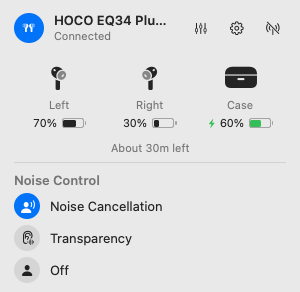 HOCO EQ34 Plu...
Connected
Left
Right
Case
70%
30%
60%
About 30m left
Noise Control
Noise Cancellation
Transparency
Off